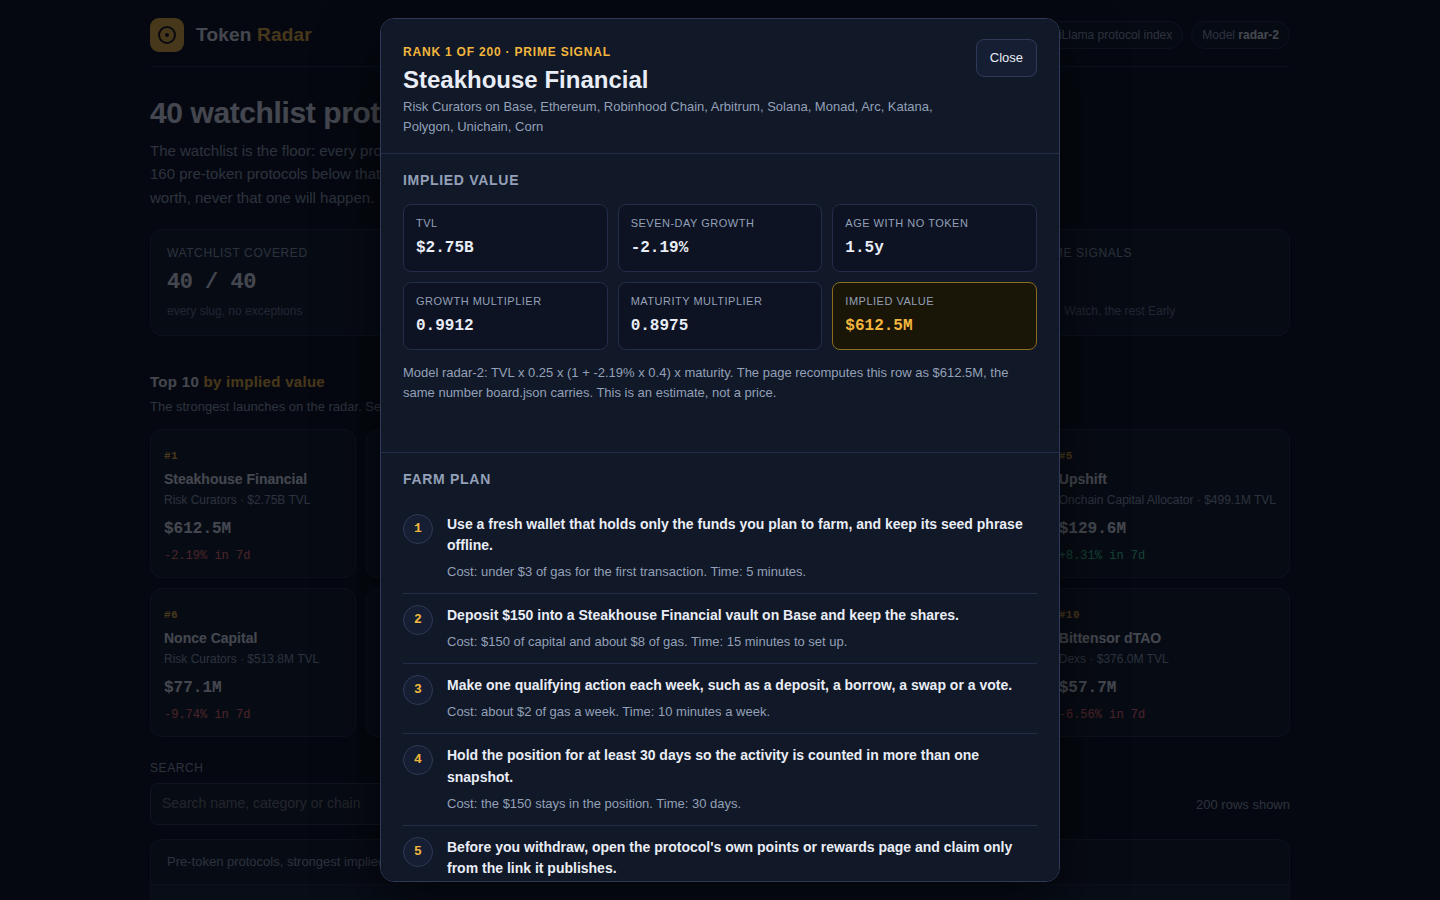 Token Radar
Llama protocol index
Model radar-2
40 watchlist prot
The watchlist is the floor: every pro
160 pre-token protocols below that
worth, never that one will happen.
WATCHLIST COVERED
40 / 40
every slug, no exceptions
E SIGNALS
Watch, the rest Early
Top 10 by implied value
The strongest launches on the radar. Se
#1
Steakhouse Financial
Risk Curators · $2.75B TVL
$612.5M
-2.19% in 7d
#5
Upshift
Onchain Capital Allocator · $499.1M TVL
$129.6M
+8.31% in 7d
#6
Nonce Capital
Risk Curators · $513.8M TVL
$77.1M
-9.74% in 7d
#10
Bittensor dTAO
Dexs · $376.0M TVL
$57.7M
-6.56% in 7d
SEARCH
Search name, category or chain
200 rows shown
Pre-token protocols, strongest implie
RANK 1 OF 200 · PRIME SIGNAL
Close
Steakhouse Financial
Risk Curators on Base, Ethereum, Robinhood Chain, Arbitrum, Solana, Monad, Arc, Katana,
Polygon, Unichain, Corn
IMPLIED VALUE
TVL
$2.75B
SEVEN-DAY GROWTH
-2.19%
AGE WITH NO TOKEN
1.5y
GROWTH MULTIPLIER
0.9912
MATURITY MULTIPLIER
0.8975
IMPLIED VALUE
$612.5M
Model radar-2: TVL x 0.25 x (1 + -2.19% x 0.4) x maturity. The page recomputes this row as $612.5M, the
same number board.json carries. This is an estimate, not a price.
FARM PLAN
1
Use a fresh wallet that holds only the funds you plan to farm, and keep its seed phrase
offline.
Cost: under $3 of gas for the first transaction. Time: 5 minutes.
2
Deposit $150 into a Steakhouse Financial vault on Base and keep the shares.
Cost: $150 of capital and about $8 of gas. Time: 15 minutes to set up.
3
Make one qualifying action each week, such as a deposit, a borrow, a swap or a vote.
Cost: about $2 of gas a week. Time: 10 minutes a week.
4
Hold the position for at least 30 days so the activity is counted in more than one
snapshot.
Cost: the $150 stays in the position. Time: 30 days.
5
Before you withdraw, open the protocol's own points or rewards page and claim only
from the link it publishes.